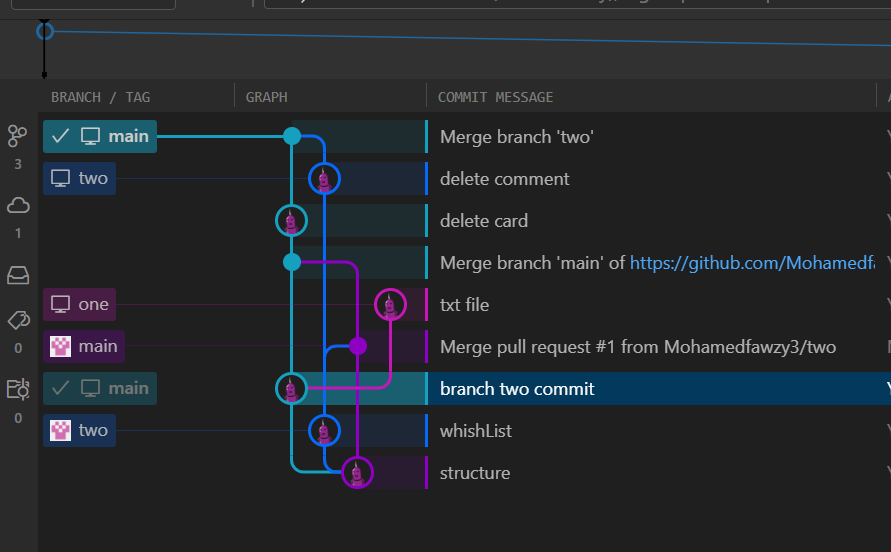 BRANCH / TAG GRAPH COMMIT MESSAGE
main Merge branch 'two'
two delete comment
delete card
Merge branch 'main' of https://github.com/Mohamedfa
one txt file
main Merge pull request #1 from Mohamedfawzy3/two
main branch two commit
two whishList
structure
3
1
0
0